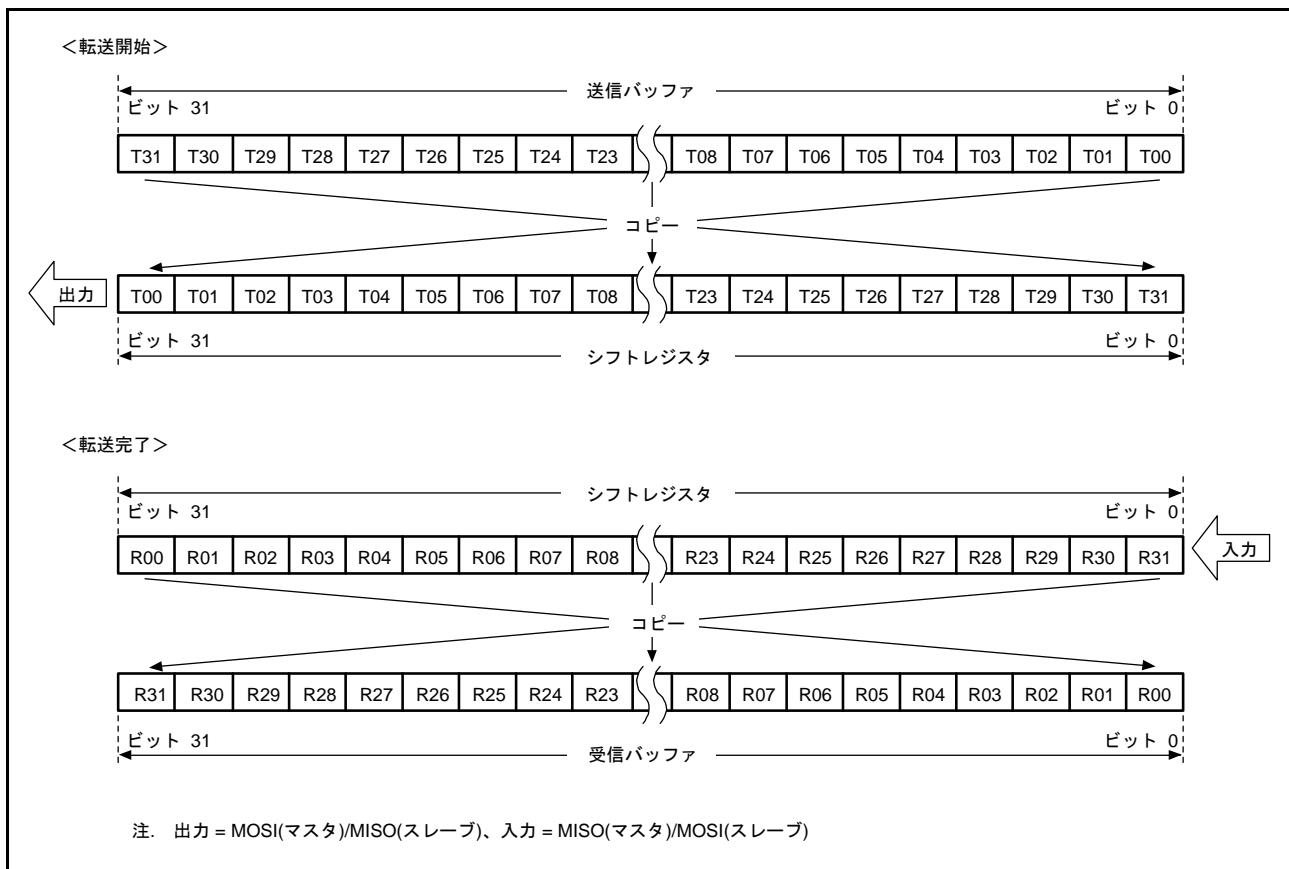 ＜転送開始＞
送信バッファ
ビット 31 ビット 0
T31 T30 T29 T28 T27 T26 T25 T24 T23 T08 T07 T06 T05 T04 T03 T02 T01 T00
コピー
出力 T00 T01 T02 T03 T04 T05 T06 T07 T08 T23 T24 T25 T26 T27 T28 T29 T30 T31
ビット 31 ビット 0
シフトレジスタ
＜転送完了＞
シフトレジスタ
ビット 31 ビット 0
R00 R01 R02 R03 R04 R05 R06 R07 R08 R23 R24 R25 R26 R27 R28 R29 R30 R31 入力
コピー
R31 R30 R29 R28 R27 R26 R25 R24 R23 R08 R07 R06 R05 R04 R03 R02 R01 R00
ビット 31 ビット 0
受信バッファ
注. 出力 = MOSI(マスタ)/MISO(スレーブ)、入力 = MISO(マスタ)/MOSI(スレーブ)